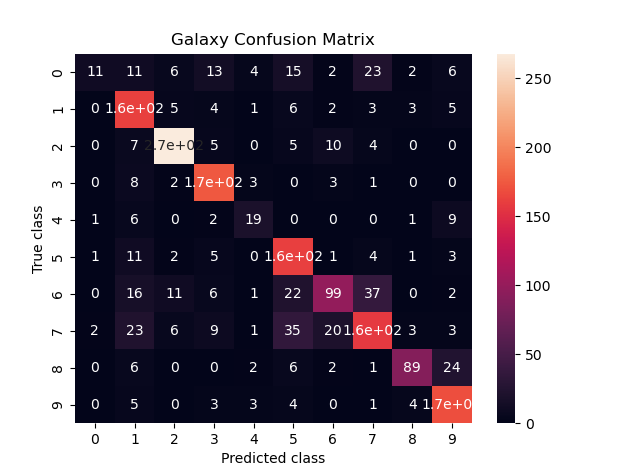 Galaxy Confusion Matrix
0 11 11 6 13 4 15 2 23 2 6
1 0 1.6e+02 5 4 1 6 2 3 3 5
2 0 7 2.7e+02 5 0 5 10 4 0 0
3 0 8 2 1.7e+02 3 0 3 1 0 0
4 1 6 0 2 19 0 0 0 1 9
5 1 11 2 5 0 1.6e+02 1 4 1 3
6 0 16 11 6 1 22 99 37 0 2
7 2 23 6 9 1 35 20 1.6e+02 3 3
8 0 6 0 0 2 6 2 1 89 24
9 0 5 0 3 3 4 0 1 4 1.7e+0
0 1 2 3 4 5 6 7 8 9
Predicted class
True class
250
200
150
100
50
0